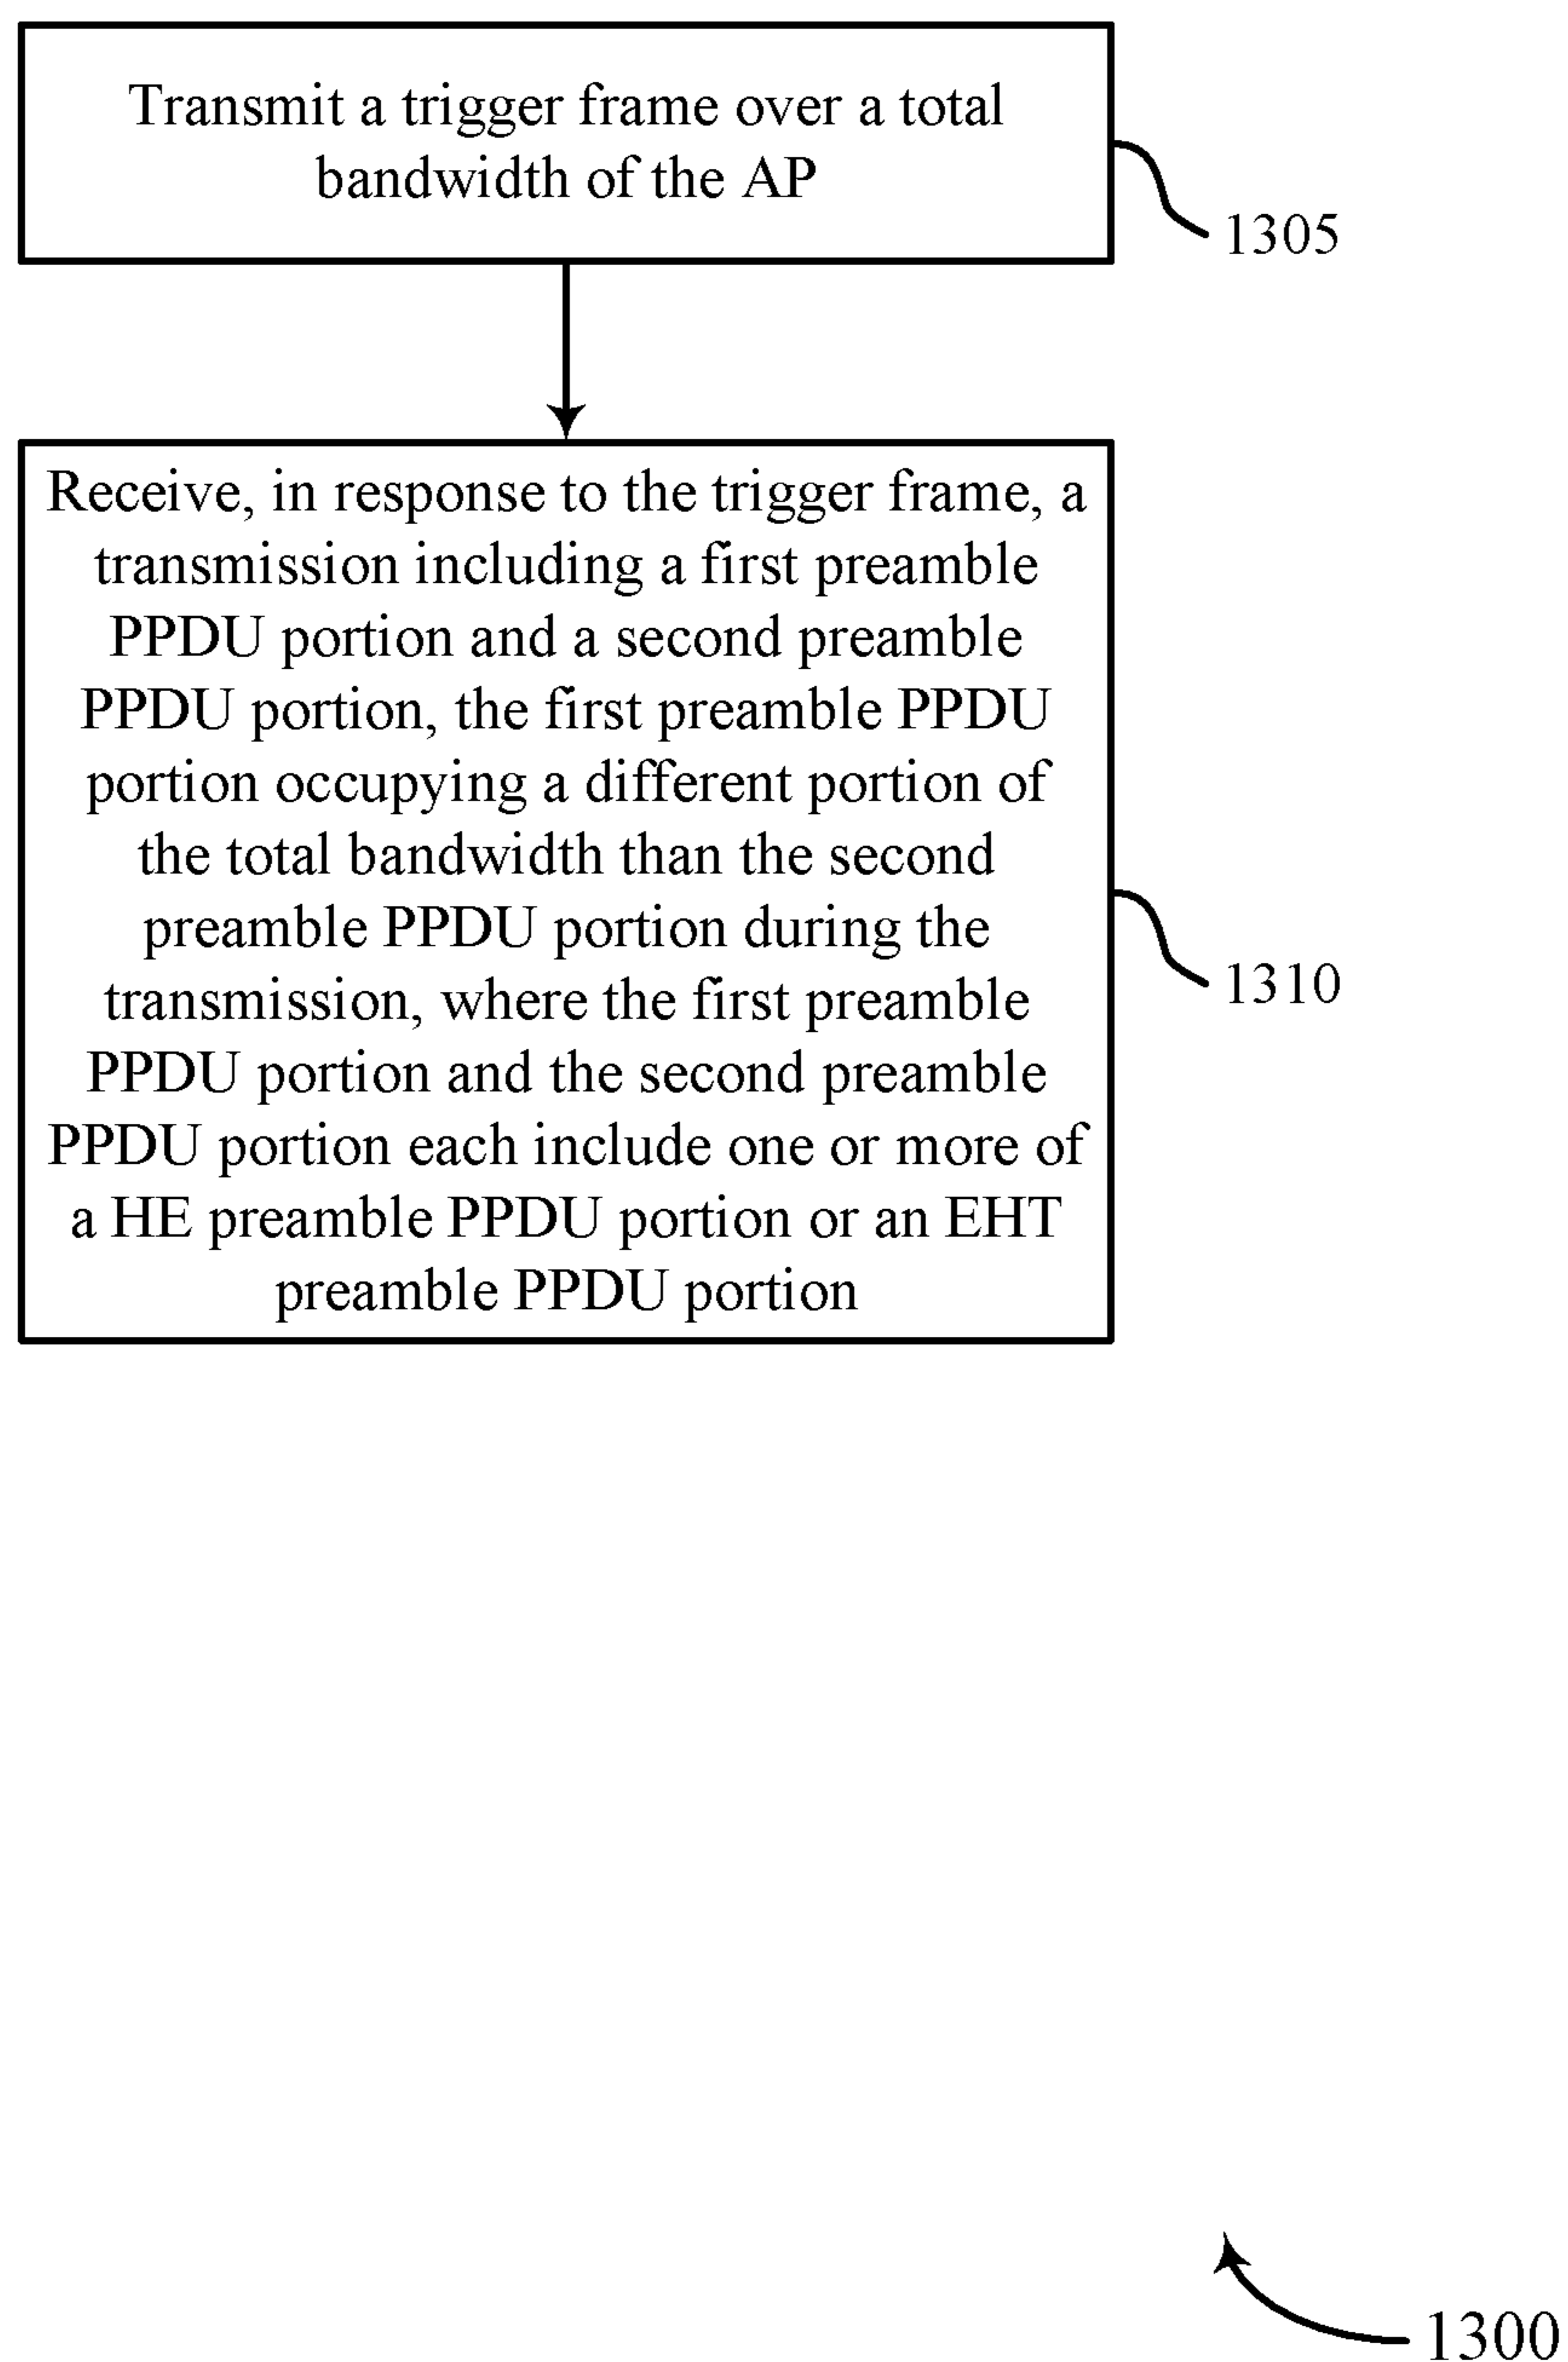 Transmit a trigger frame over a total
bandwidth of the AP
1305
Receive, in response to the trigger frame, a
transmission including a first preamble
PPDU portion and a second preamble
PPDU portion, the first preamble PPDU
portion occupying a different portion of
the total bandwidth than the second
preamble PPDU portion during the
transmission, where the first preamble
PPDU portion and the second preamble
PPDU portion each include one or more of
a HE preamble PPDU portion or an EHT
preamble PPDU portion
1310
1300